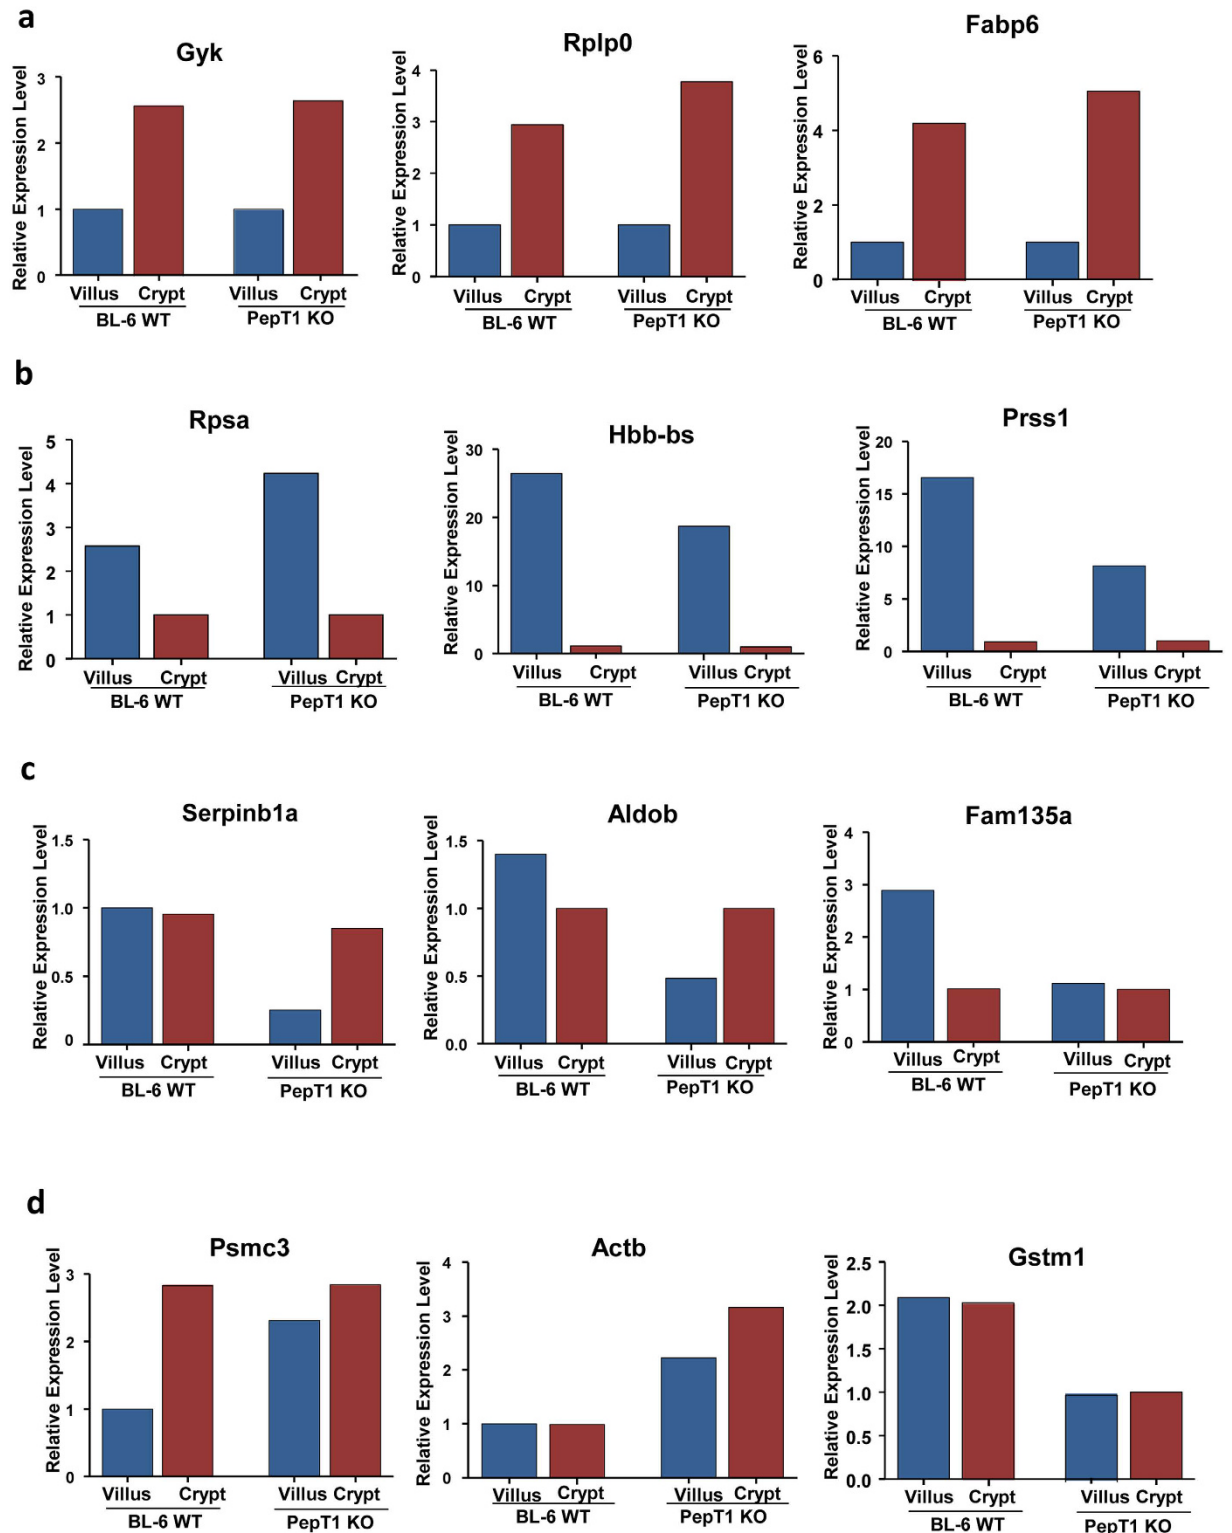 a
Gyk
Relative Expression Level
3
2
1
0
Villus Crypt Villus Crypt
BL-6 WT PepT1 KO
Rplp0
Relative Expression Level
4
3
2
1
0
Villus Crypt Villus Crypt
BL-6 WT PepT1 KO
Fabp6
Relative Expression Level
6
4
2
0
Villus Crypt Villus Crypt
BL-6 WT PepT1 KO
b
Rpsa
Relative Expression Level
5
4
3
2
1
0
Villus Crypt Villus Crypt
BL-6 WT PepT1 KO
Hbb-bs
Relative Expression Level
30
20
10
0
Villus Crypt Villus Crypt
BL-6 WT PepT1 KO
Prss1
Relative Expression Level
20
15
10
5
0
Villus Crypt Villus Crypt
BL-6 WT PepT1 KO
c
Serpinb1a
Relative Expression Level
1.5
1.0
0.5
0
Villus Crypt Villus Crypt
BL-6 WT PepT1 KO
Aldob
Relative Expression Level
1.5
1.0
0.5
0.0
Villus Crypt Villus Crypt
BL-6 WT PepT1 KO
Fam135a
Relative Expression Level
4
3
2
1
0
Villus Crypt Villus Crypt
BL-6 WT PepT1 KO
d
Psmc3
Relative Expression Level
3
2
1
0
Villus Crypt Villus Crypt
BL-6 WT PepT1 KO
Actb
Relative Expression Level
4
3
2
1
0
Villus Crypt Villus Crypt
BL-6 WT PepT1 KO
Gstm1
Relative Expression Level
2.5
2.0
1.5
1.0
0.5
0.0
Villus Crypt Villus Crypt
BL-6 WT PepT1 KO